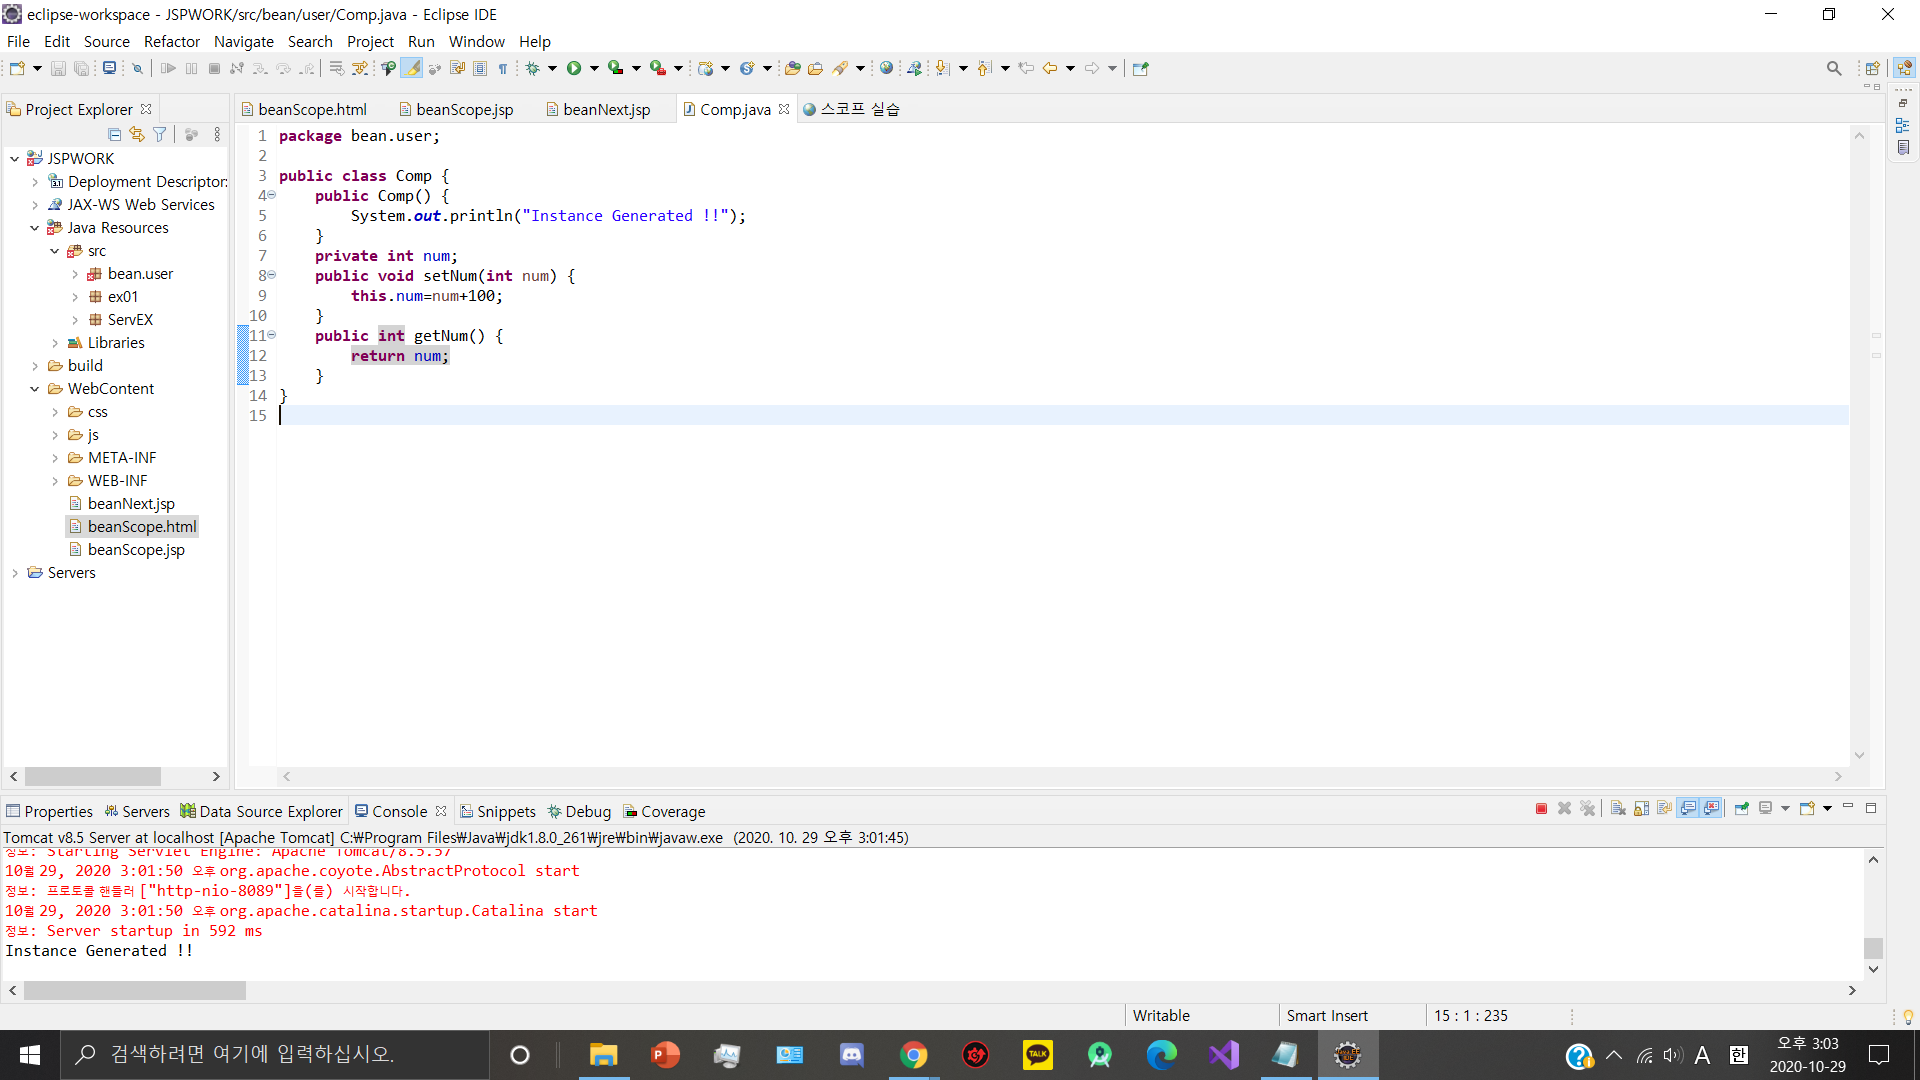 eclipse-workspace - JSPWORK/src/bean/user/Comp.java - Eclipse IDE
File Edit Source Refactor Navigate Search Project Run Window Help
Project Explorer
beanScope.html beanScope.jsp beanNext.jsp Comp.java 스코프 실습
JSPWORK
Deployment Descriptor:
JAX-WS Web Services
Java Resources
src
bean.user
ex01
ServEX
Libraries
build
WebContent
css
js
META-INF
WEB-INF
beanNext.jsp
beanScope.html
beanScope.jsp
Servers
1 package bean.user;
2
3 public class Comp {
4 public Comp() {
5 System.out.println("Instance Generated !!");
6 }
7 private int num;
8 public void setNum(int num) {
9 this.num=num+100;
10 }
11 public int getNum() {
12 return num;
13 }
14 }
15
Properties Servers Data Source Explorer Console Snippets Debug Coverage
Tomcat v8.5 Server at localhost [Apache Tomcat] C:₩Program Files₩Java₩jdk1.8.0_261₩jre₩bin₩javaw.exe (2020. 10. 29 오후 3:01:45)
정보: Starting Servlet Engine: Apache Tomcat/8.5.57
10월 29, 2020 3:01:50 오후 org.apache.coyote.AbstractProtocol start
정보: 프로토콜 핸들러 ["http-nio-8089"]을(를) 시작합니다.
10월 29, 2020 3:01:50 오후 org.apache.catalina.startup.Catalina start
정보: Server startup in 592 ms
Instance Generated !!
Writable Smart Insert 15 : 1 : 235
검색하려면 여기에 입력하십시오.
TALK
A 한
오후 3:03
2020-10-29